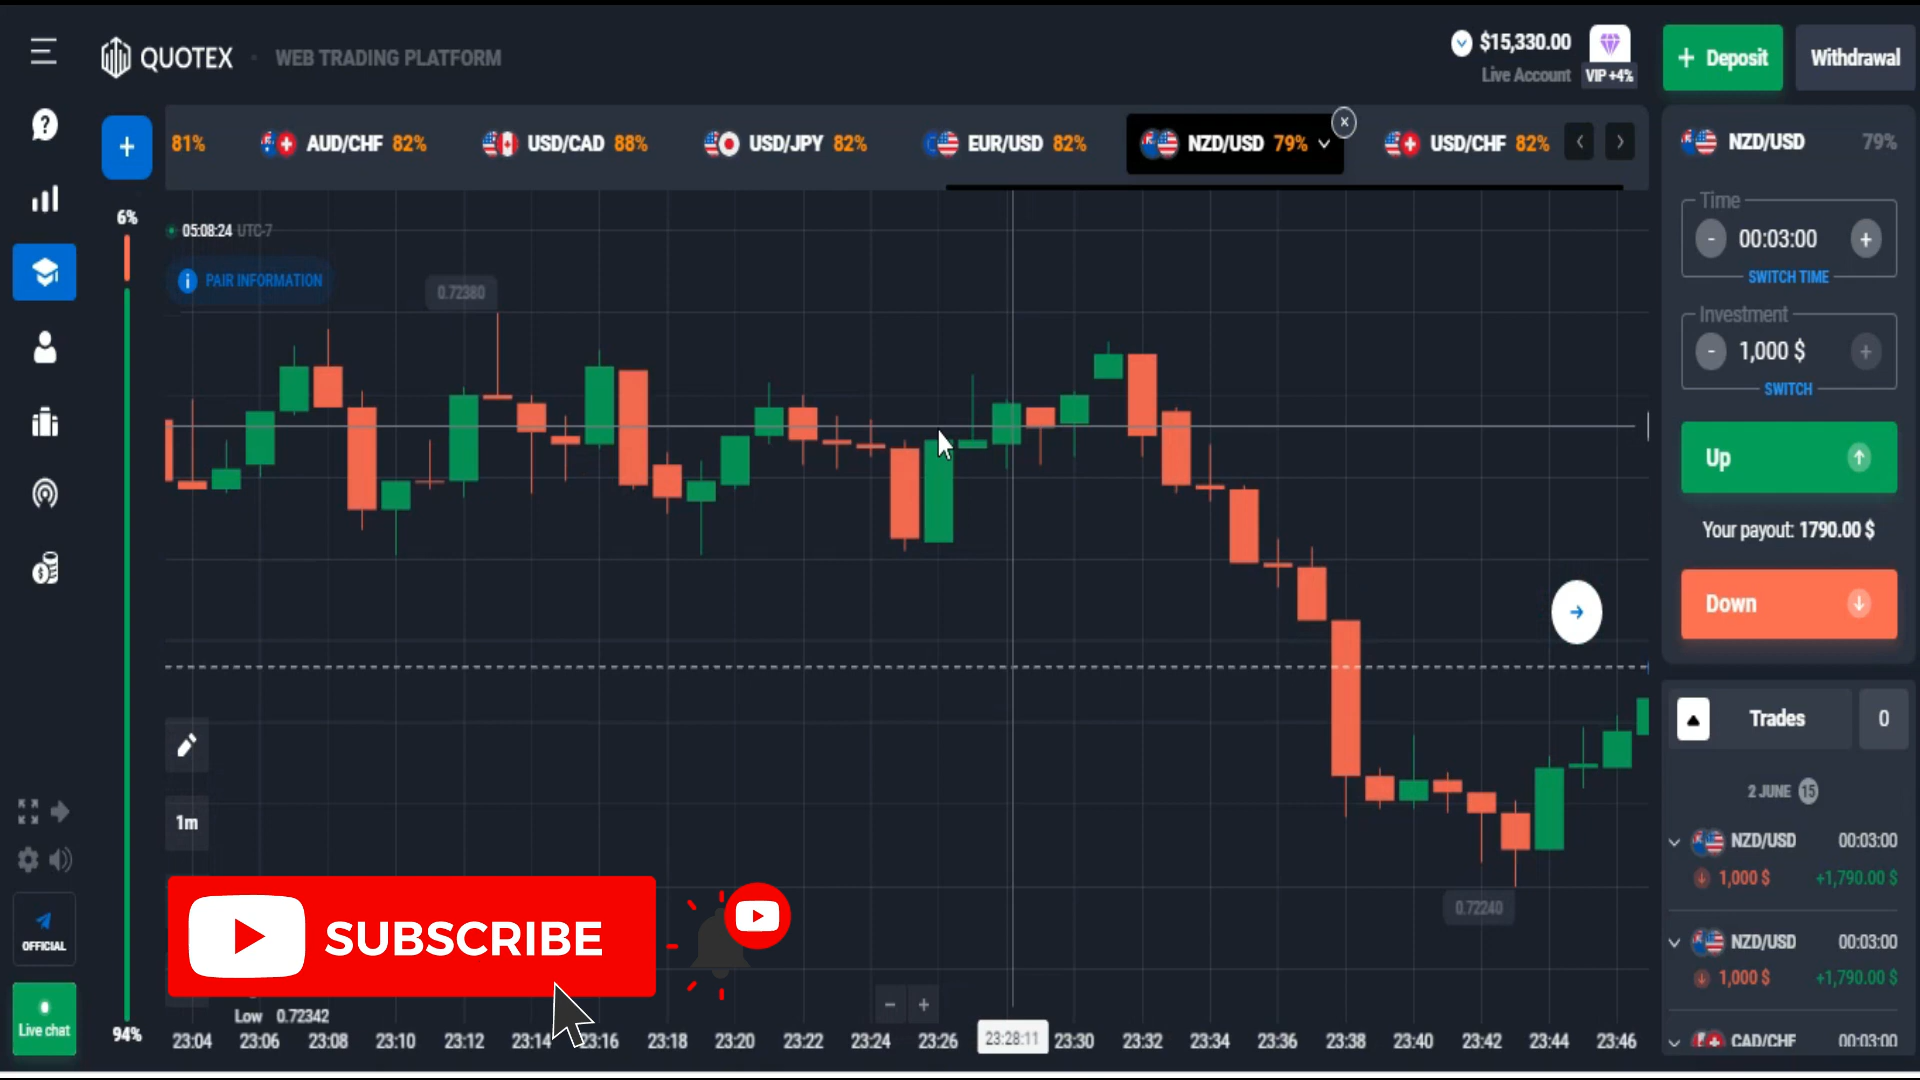 QUOTEX
WEB TRADING PLATFORM
$15,330.00
Live Account
VIP +4%
+ Deposit
Withdrawal
+
81%
AUD/CHF 82%
USD/CAD 88%
USD/JPY 82%
EUR/USD 82%
NZD/USD 79%
USD/CHF 82%
NZD/USD 79%
6%
05:08:24 UTC-7
PAIR INFORMATION
0.72380
Time
- 00:03:00 +
SWITCH TIME
Investment
- 1,000 $ +
SWITCH
Up
Your payout: 1790.00 $
Down
Trades 0
2 JUNE 15
NZD/USD 00:03:00
1,000 $ +1,790.00 $
NZD/USD 00:03:00
1,000 $ +1,790.00 $
CAD/CHF 00:03:00
1m
0.72240
SUBSCRIBE
OFFICIAL
Live chat
94%
Low 0.72342
- +
23:04 23:06 23:08 23:10 23:12 23:14 23:16 23:18 23:20 23:22 23:24 23:26 23:28:11 23:30 23:32 23:34 23:36 23:38 23:40 23:42 23:44 23:46